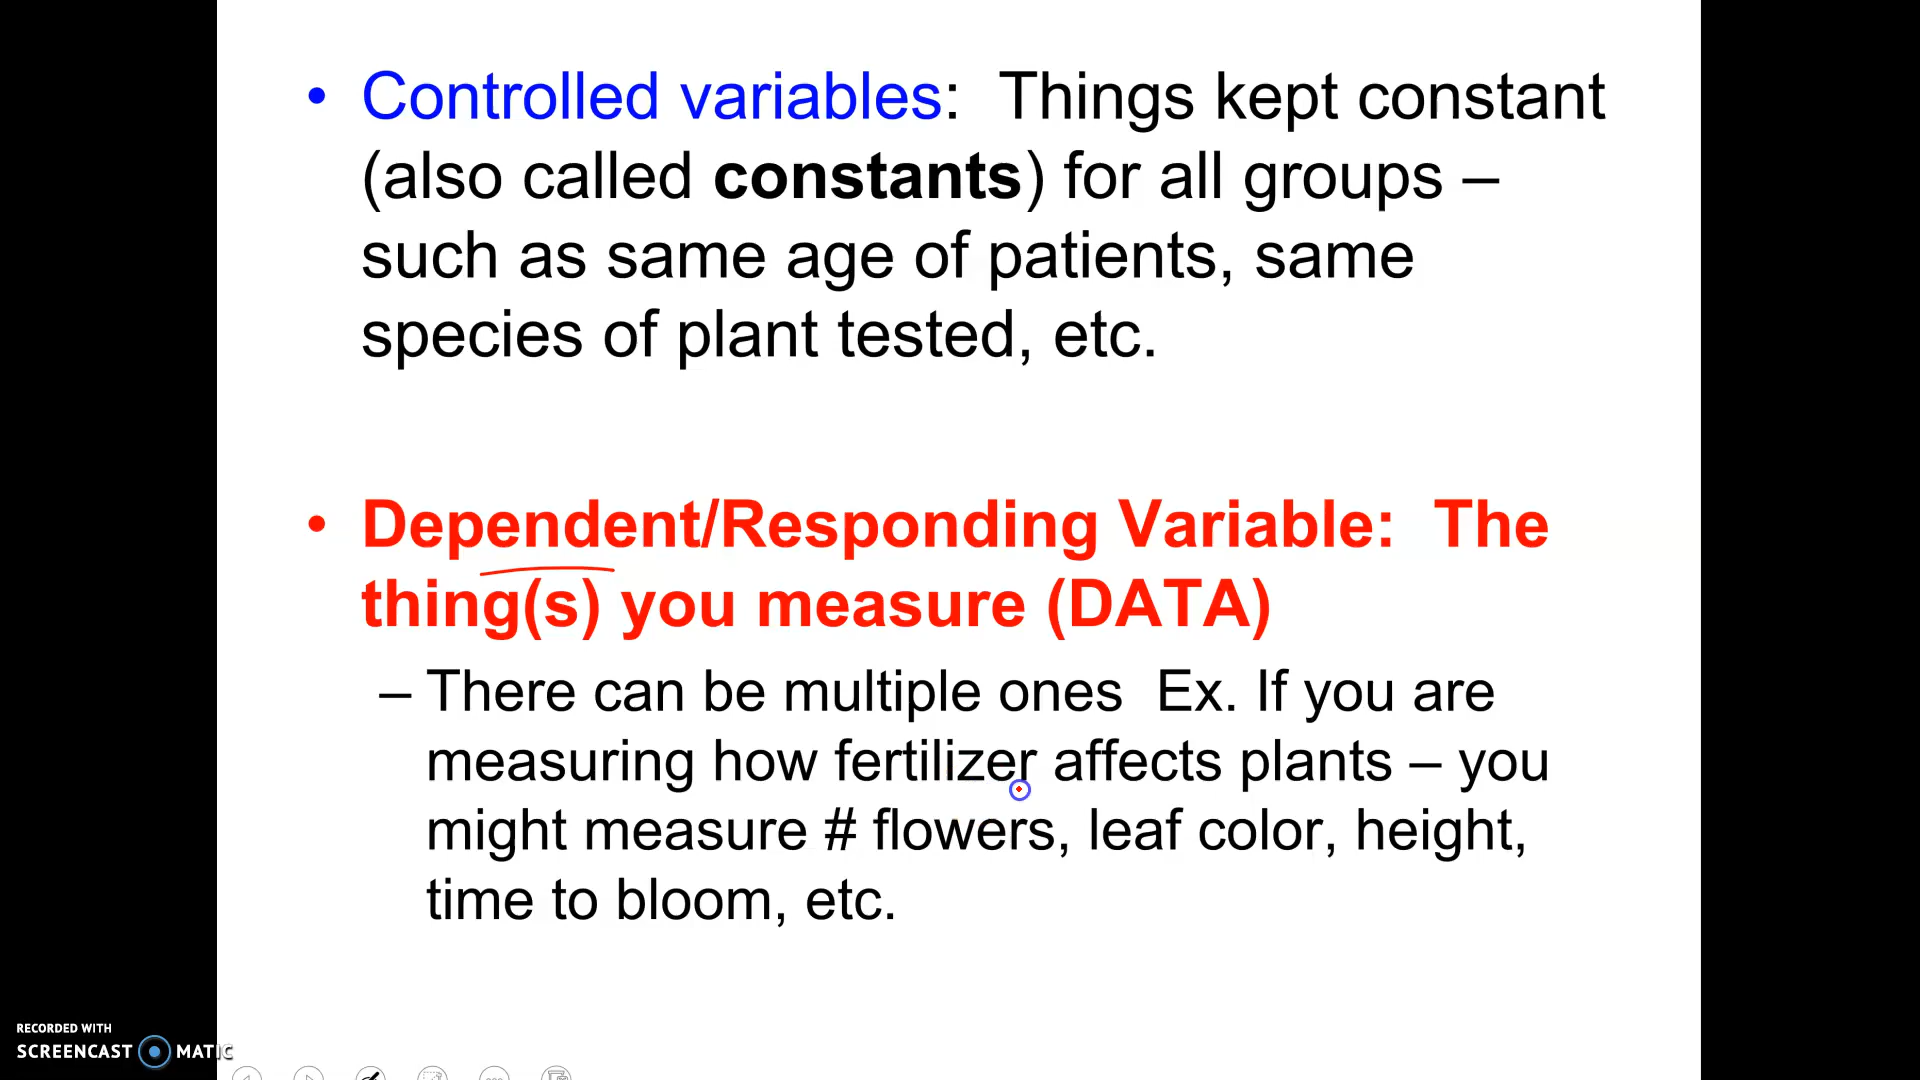 • Controlled variables:  Things kept constant
(also called constants) for all groups –
such as same age of patients, same
species of plant tested, etc.
• Dependent/Responding Variable:  The
thing(s) you measure (DATA)
– There can be multiple ones  Ex. If you are
measuring how fertilizer affects plants – you
might measure # flowers, leaf color, height,
time to bloom, etc.
RECORDED WITH
SCREENCAST MATIC